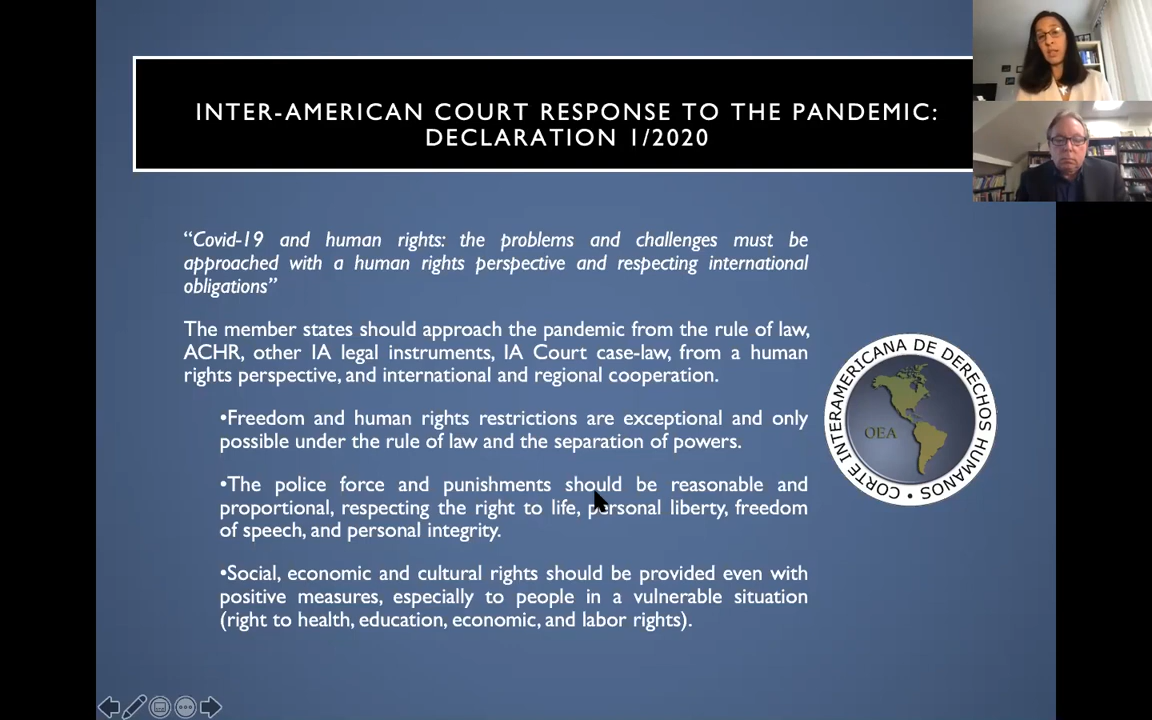 INTER-AMERICAN COURT RESPONSE TO THE PANDEMIC:
DECLARATION 1/2020
“Covid-19 and human rights: the problems and challenges must be
approached with a human rights perspective and respecting international
obligations”
The member states should approach the pandemic from the rule of law,
ACHR, other IA legal instruments, IA Court case-law, from a human
rights perspective, and international and regional cooperation.
•Freedom and human rights restrictions are exceptional and only
possible under the rule of law and the separation of powers.
•The police force and punishments should be reasonable and
proportional, respecting the right to life, personal liberty, freedom
of speech, and personal integrity.
•Social, economic and cultural rights should be provided even with
positive measures, especially to people in a vulnerable situation
(right to health, education, economic, and labor rights).
CORTE INTERAMERICANA DE DERECHOS HUMANOS •
OEA